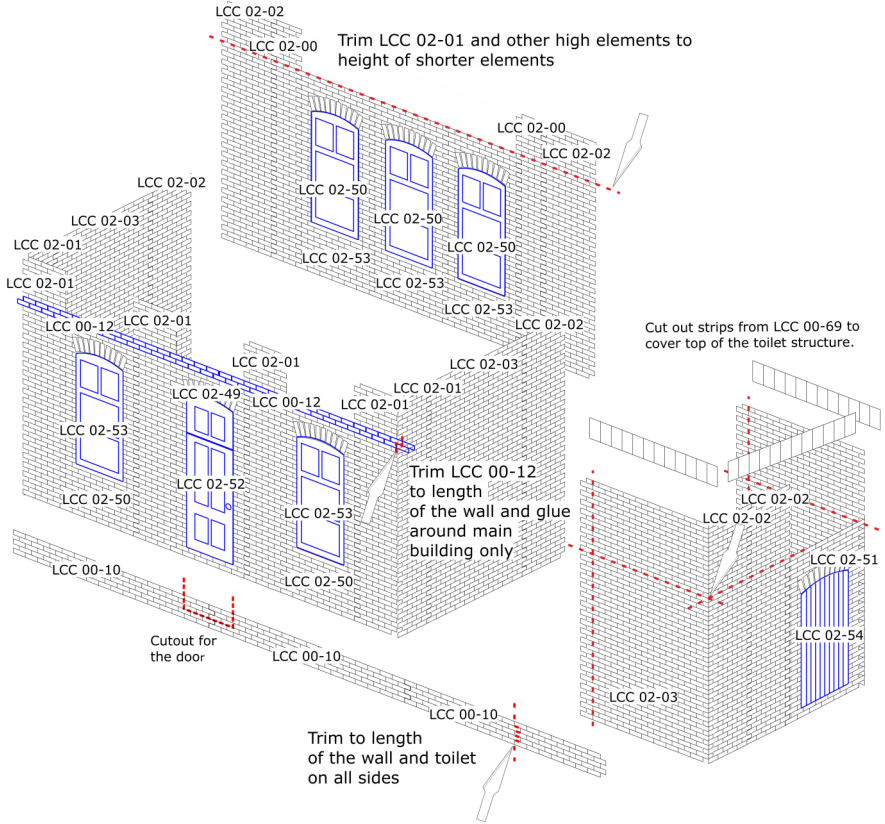 LCC 02-02
LCC 02-00
Trim LCC 02-01 and other high elements to
height of shorter elements
LCC 02-00
LCC 02-02
LCC 02-50
LCC 02-50
LCC 02-50
LCC 02-53
LCC 02-53
LCC 02-53
LCC 02-02
LCC 02-03
LCC 02-01
LCC 02-01
LCC 00-12
LCC 02-01
LCC 02-01
LCC 02-02
LCC 02-03
LCC 02-01
LCC 02-49
LCC 00-12
LCC 02-01
LCC 02-53
LCC 02-52
LCC 02-53
LCC 02-50
LCC 02-50
Trim LCC 00-12
to length
of the wall and glue
around main
building only
Cut out strips from LCC 00-69 to
cover top of the toilet structure.
LCC 02-02
LCC 02-02
LCC 02-51
LCC 02-54
LCC 02-03
LCC 00-10
Cutout for
the door
LCC 00-10
LCC 00-10
Trim to length
of the wall and toilet
on all sides